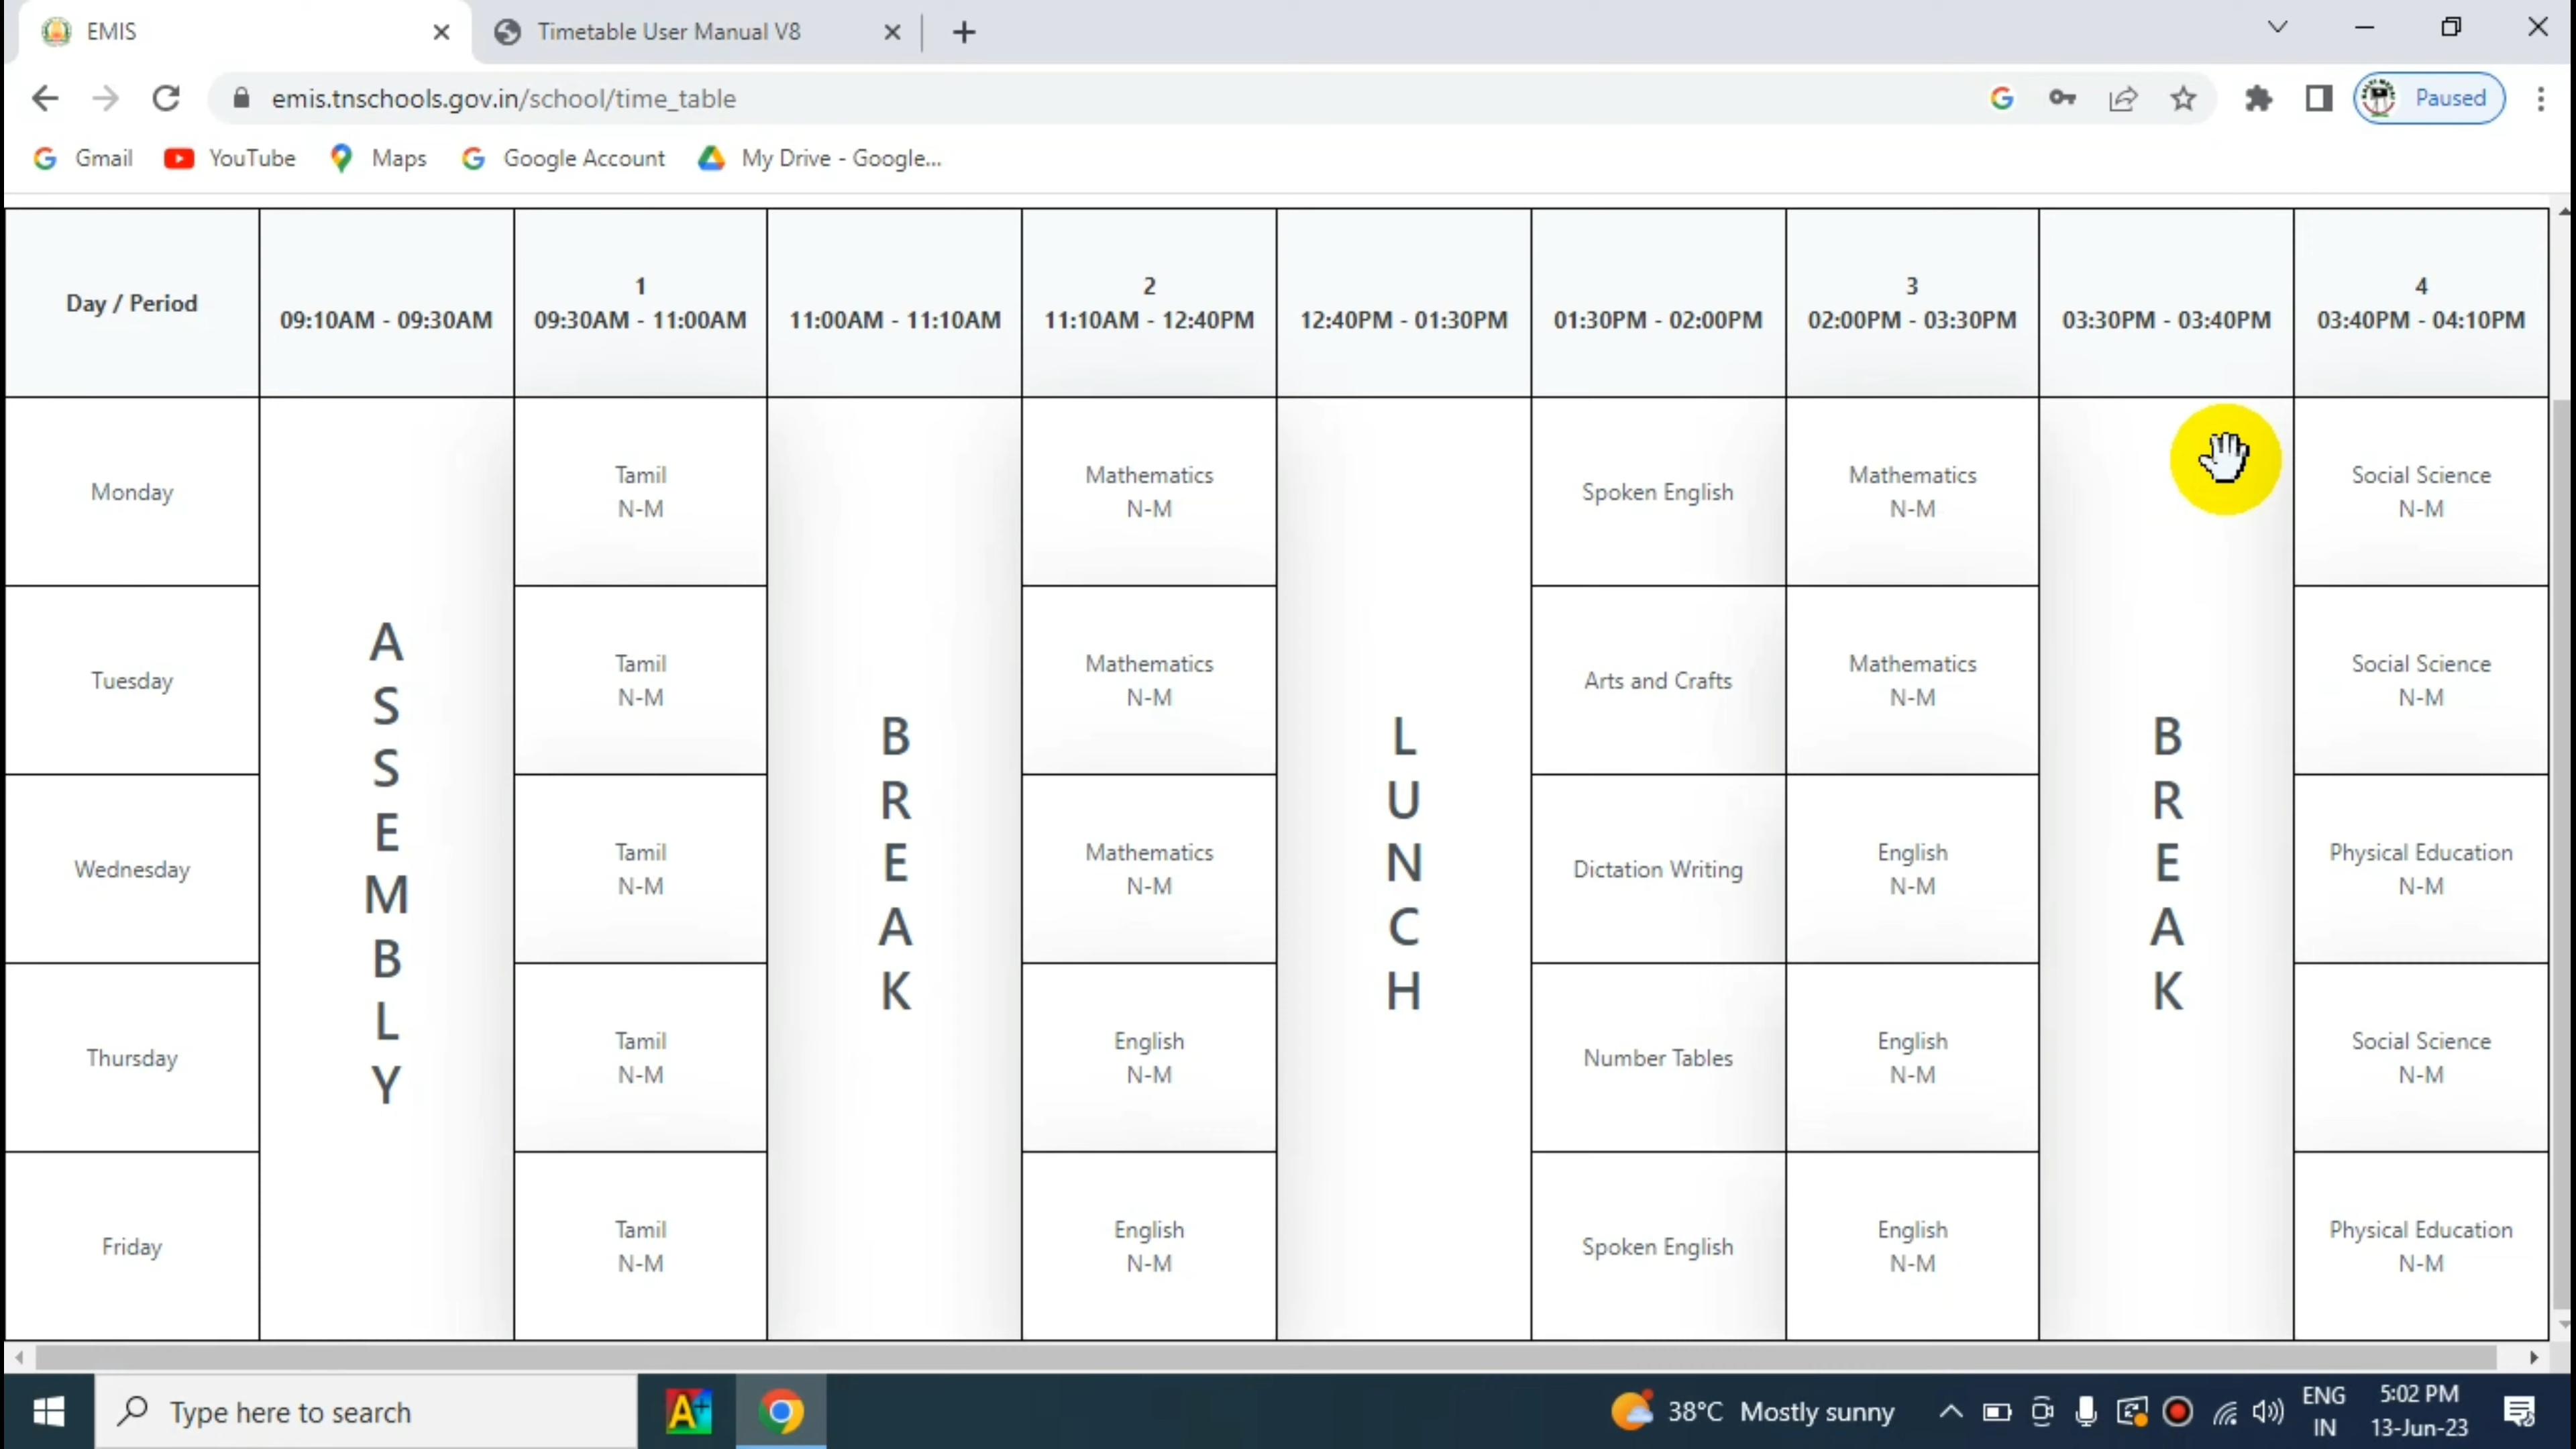 EMIS
Timetable User Manual V8
emis.tnschools.gov.in/school/time_table
Paused
Gmail
YouTube
Maps
Google Account
My Drive - Google...
Day / Period
09:10AM - 09:30AM
1
09:30AM - 11:00AM
11:00AM - 11:10AM
2
11:10AM - 12:40PM
12:40PM - 01:30PM
01:30PM - 02:00PM
3
02:00PM - 03:30PM
03:30PM - 03:40PM
4
03:40PM - 04:10PM
ASSEMBLY
BREAK
LUNCH
BREAK
Monday
Tamil
N-M
Mathematics
N-M
Spoken English
Mathematics
N-M
Social Science
N-M
Tuesday
Tamil
N-M
Mathematics
N-M
Arts and Crafts
Mathematics
N-M
Social Science
N-M
Wednesday
Tamil
N-M
Mathematics
N-M
Dictation Writing
English
N-M
Physical Education
N-M
Thursday
Tamil
N-M
English
N-M
Number Tables
English
N-M
Social Science
N-M
Friday
Tamil
N-M
English
N-M
Spoken English
English
N-M
Physical Education
N-M
Type here to search
A+
38°C Mostly sunny
ENG
IN
5:02 PM
13-Jun-23